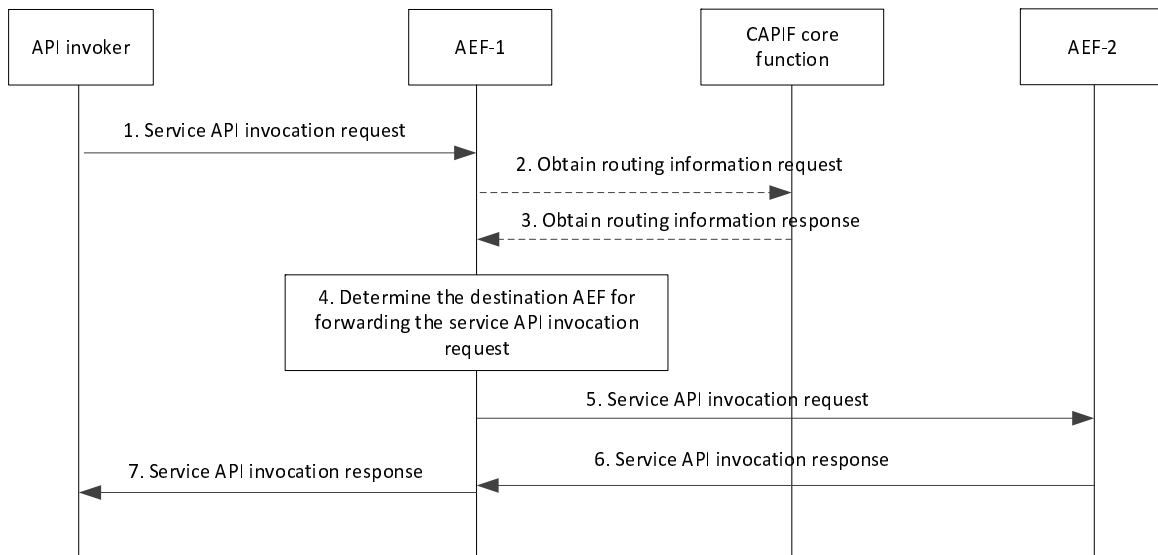 API invoker
AEF-1
CAPIF core
function
AEF-2
1. Service API invocation request
2. Obtain routing information request
3. Obtain routing information response
4. Determine the destination AEF for
forwarding the service API invocation
request
5. Service API invocation request
6. Service API invocation response
7. Service API invocation response